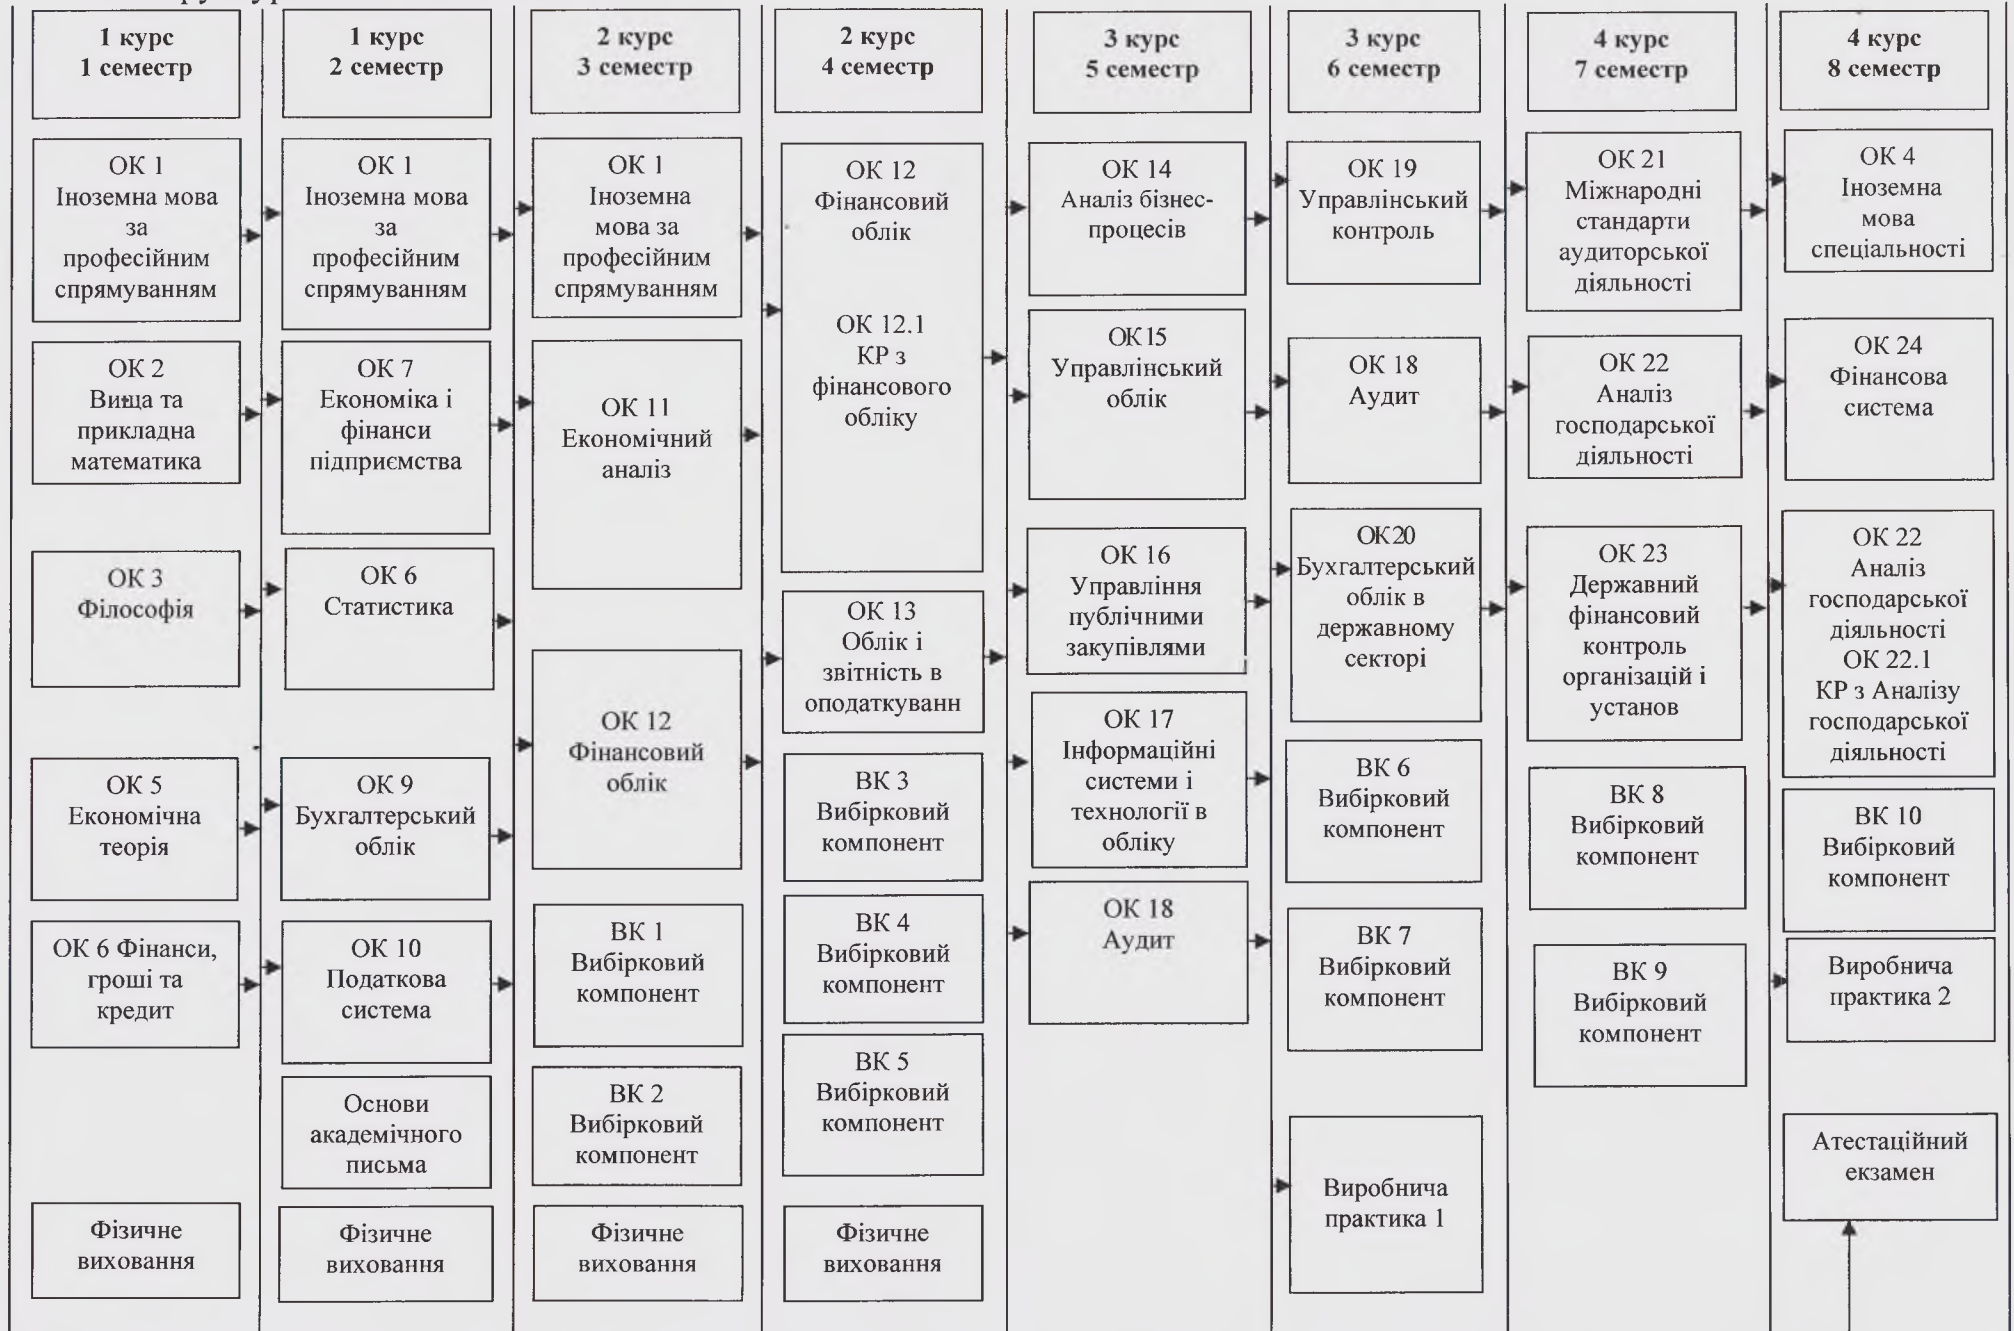 1 курс
1 семестр
ОК 1
Іноземна мова
за
професійним
спрямуванням
ОК 2
Вища та
прикладна
математика
ОК 3
Філософія
ОК 5
Економічна
теорія
ОК 6 Фінанси,
гроші та
кредит
Фізичне
виховання
1 курс
2 семестр
ОК 1
Іноземна мова
за
професійним
спрямуванням
ОК 7
Економіка і
фінанси
підприємства
ОК 6
Статистика
ОК 9
Бухгалтерський
облік
ОК 10
Податкова
система
Основи
академічного
письма
Фізичне
виховання
2 курс
3 семестр
ОК 1
Іноземна
мова за
професійним
спрямуванням
ОК 11
Економічний
аналіз
ОК 12
Фінансовий
облік
ВК 1
Вибірковий
компонент
ВК 2
Вибірковий
компонент
Фізичне
виховання
2 курс
4 семестр
ОК 12
Фінансовий
облік
ОК 12.1
КР з
фінансового
обліку
ОК 13
Облік і
звітність в
оподаткуванн
ВК 3
Вибірковий
компонент
ВК 4
Вибірковий
компонент
ВК 5
Вибірковий
компонент
Фізичне
виховання
3 курс
5 семестр
ОК 14
Аналіз бізнес-
процесів
ОК15
Управлінський
облік
ОК 16
Управління
публічними
закупівлями
ОК 17
Інформаційні
системи і
технології в
обліку
ОК 18
Аудит
3 курс
6 семестр
ОК 19
Управлінський
контроль
ОК 18
Аудит
ОК20
Бухгалтерський
облік в
державному
секторі
ВК 6
Вибірковий
компонент
ВК 7
Вибірковий
компонент
Виробнича
практика 1
4 курс
7 семестр
ОК 21
Міжнародні
стандарти
аудиторської
діяльності
ОК 22
Аналіз
господарської
діяльності
ОК 23
Державний
фінансовий
контроль
організацій і
установ
ВК 8
Вибірковий
компонент
ВК 9
Вибірковий
компонент
4 курс
8 семестр
ОК 4
Іноземна
мова
спеціальності
ОК 24
Фінансова
система
ОК 22
Аналіз
господарської
діяльності
ОК 22.1
КР з Аналізу
господарської
діяльності
ВК 10
Вибірковий
компонент
Виробнича
практика 2
Атестаційний
екзамен